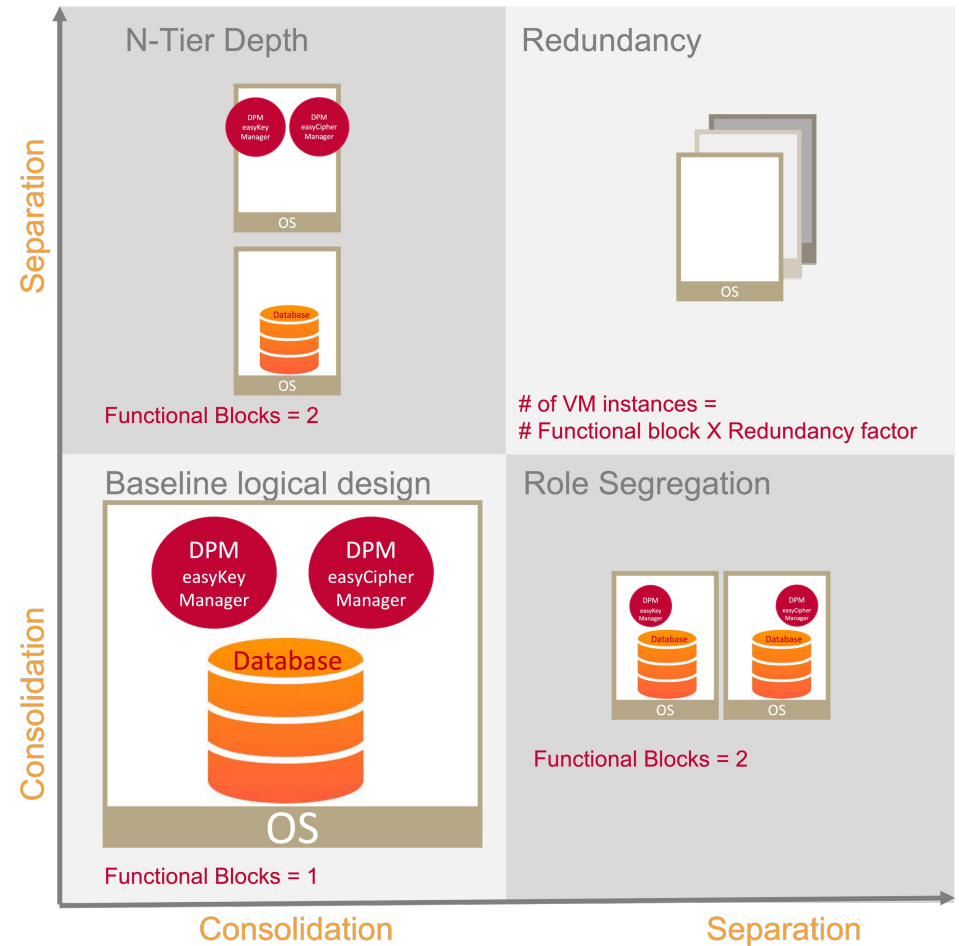 N-Tier Depth
DPM
easyKey
Manager
DPM
easyCipher
Manager
OS
Database
OS
Functional Blocks = 2
Redundancy
OS
# of VM instances =
# Functional block X Redundancy factor
Separation
Baseline logical design
DPM
easyKey
Manager
DPM
easyCipher
Manager
Database
OS
Functional Blocks = 1
Role Segregation
DPM
easyKey
Manager
Database
OS
DPM
easyCipher
Manager
Database
OS
Functional Blocks = 2
Consolidation
Consolidation
Separation